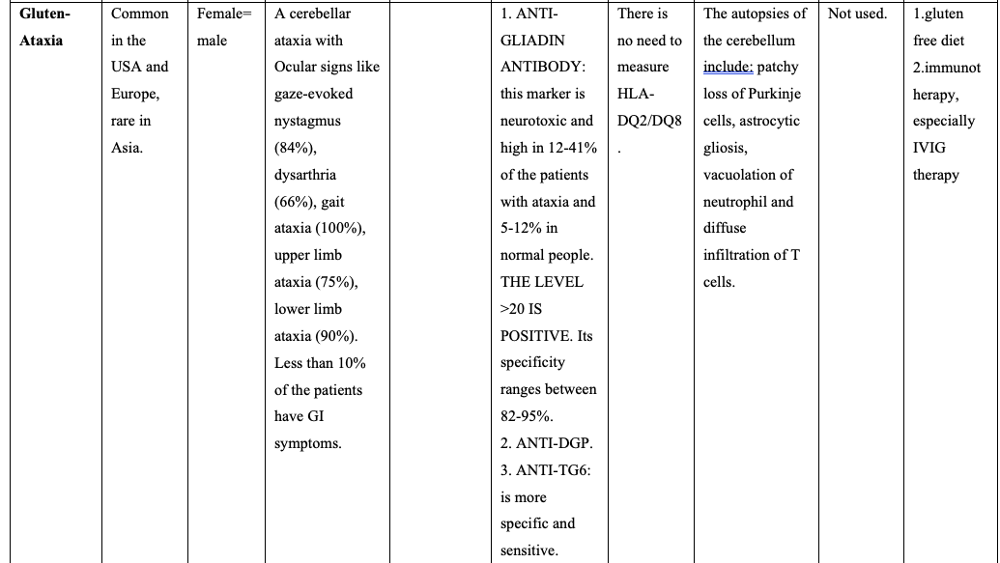 Gluten-
Ataxia
Common
in the
USA and
Europe,
rare in
Asia.
Female=
male
A cerebellar
ataxia with
Ocular signs like
gaze-evoked
nystagmus
(84%),
dysarthria
(66%), gait
ataxia (100%),
upper limb
ataxia (75%),
lower limb
ataxia (90%).
Less than 10%
of the patients
have GI
symptoms.
1. ANTI-
GLIADIN
ANTIBODY:
this marker is
neurotoxic and
high in 12-41%
of the patients
with ataxia and
5-12% in
normal people.
THE LEVEL
>20 IS
POSITIVE. Its
specificity
ranges between
82-95%.
2. ANTI-DGP.
3. ANTI-TG6:
is more
specific and
sensitive.
There is
no need to
measure
HLA-
DQ2/DQ8
.
The autopsies of
the cerebellum
include: patchy
loss of Purkinje
cells, astrocytic
gliosis,
vacuolation of
neutrophil and
diffuse
infiltration of T
cells.
Not used.
1.gluten
free diet
2.immunot
herapy,
especially
IVIG
therapy